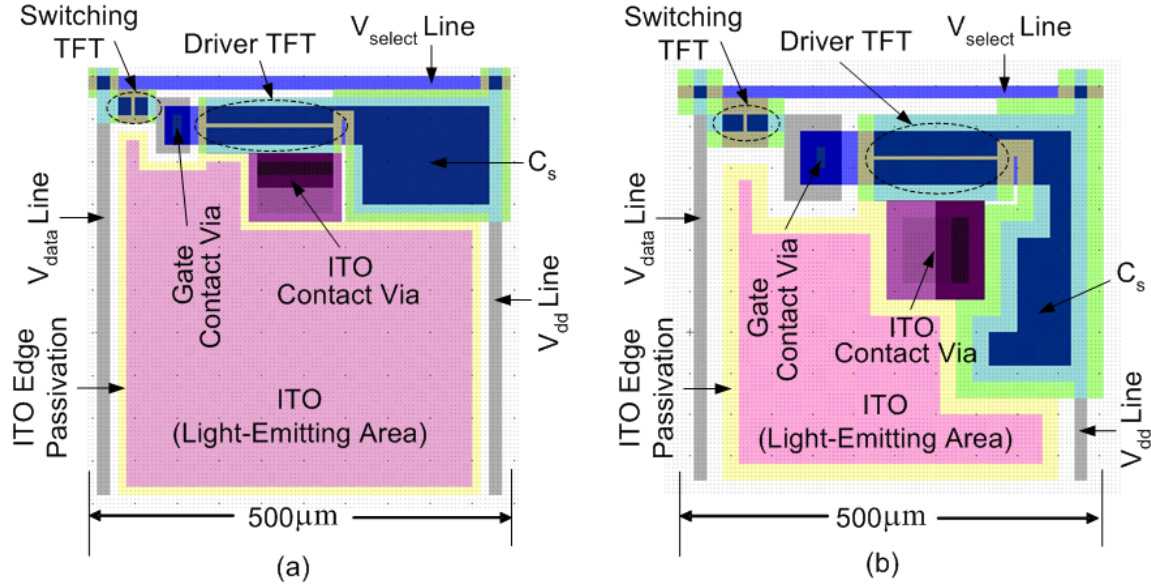 Switching
TFT
Driver TFT
Vselect Line
Cs
Vdata Line
Gate
Contact Via
ITO
Contact Via
Vdd Line
ITO Edge
Passivation
ITO
(Light-Emitting Area)
500μm
(a)
Switching
TFT
Driver TFT
Vselect Line
Vdata Line
Gate
Contact Via
Cs
ITO
Contact Via
ITO Edge
Passivation
ITO
(Light-Emitting Area)
Vdd Line
500μm
(b)